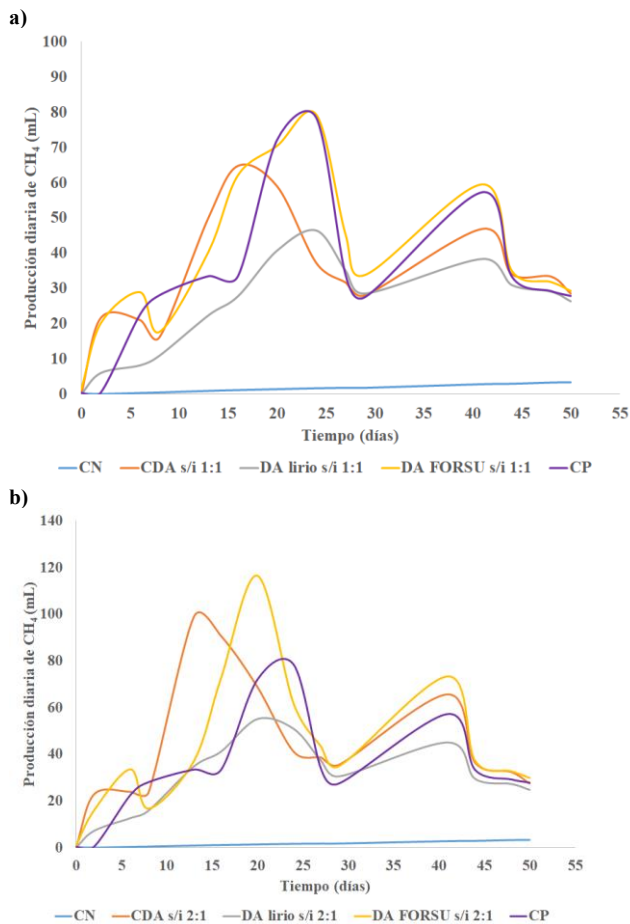 a)
Producción diaria de CH₄ (mL)
100
90
80
70
60
50
40
30
20
10
0
0 5 10 15 20 25 30 35 40 45 50 55
Tiempo (días)
CN CDA s/i 1:1 DA lirio s/i 1:1 DA FORSU s/i 1:1 CP
b)
Producción diaria de CH₄ (mL)
140
120
100
80
60
40
20
0
0 5 10 15 20 25 30 35 40 45 50 55
Tiempo (días)
CN CDA s/i 2:1 DA lirio s/i 2:1 DA FORSU s/i 2:1 CP